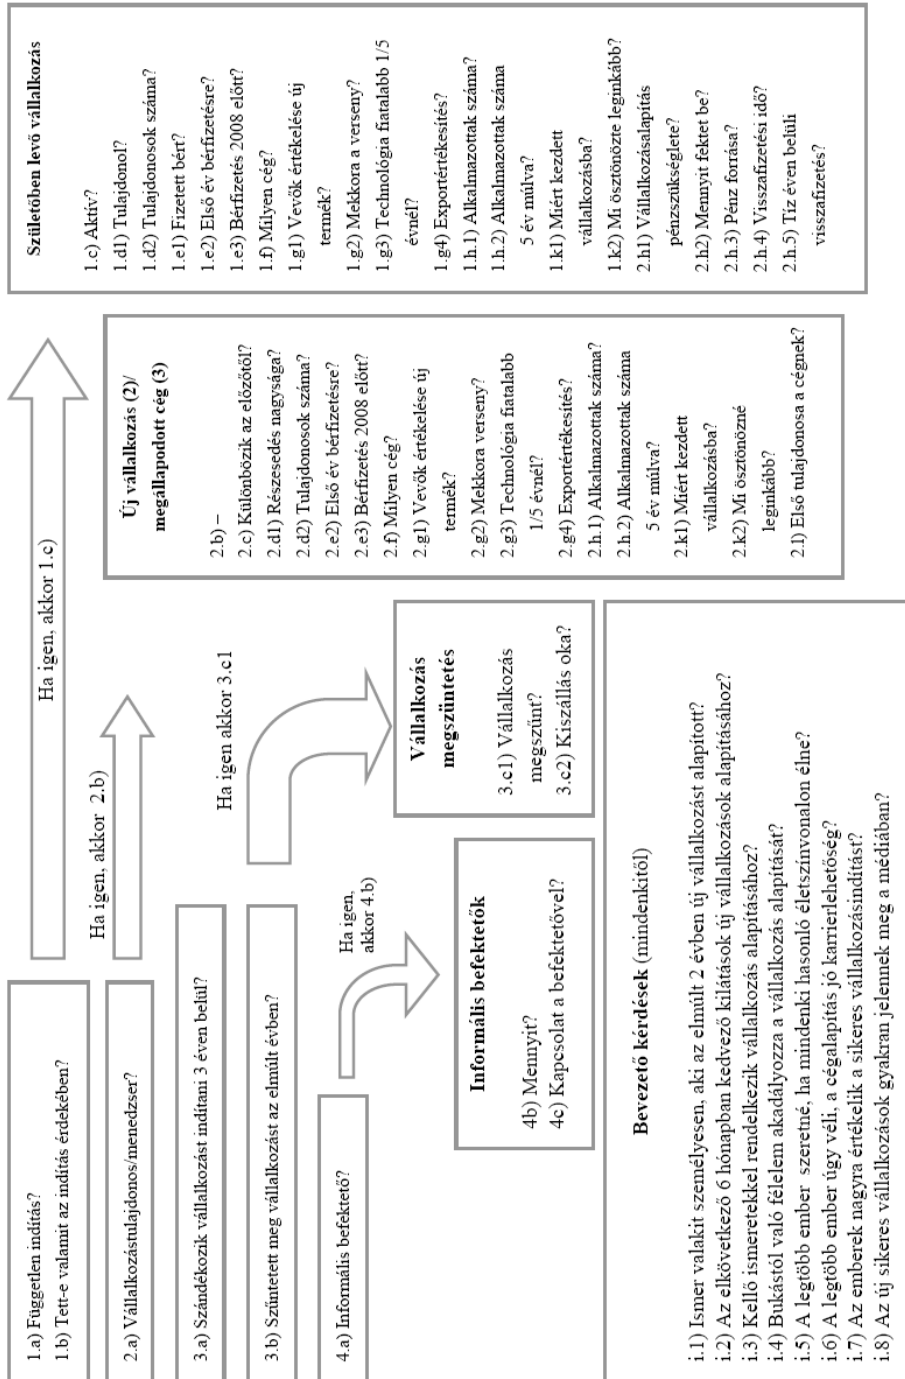 1.a) Független indítás?
1.b) Tett-e valamit az indítás érdekében?
2.a) Vállalkozástulajdonos/menedzser?
3.a) Szándékozik vállalkozást indítani 3 éven belül?
3.b) Szüntetett meg vállalkozást az elmúlt évben?
4.a) Informális befektető?
Ha igen, akkor 1.c)
Ha igen, akkor 2.b)
Ha igen akkor 3.c1
Ha igen,
akkor 4.b)
Születőben levő vállalkozás
1.c) Aktív?
1.d1) Tulajdonol?
1.d2) Tulajdonosok száma?
1.e1) Fizetett bért?
1.e2) Első év bérfizetésre?
1.e3) Bérfizetés 2008 előtt?
1.f) Milyen cég?
1.g1) Vevők értékelése új
termék?
1.g2) Mekkora a verseny?
1.g3) Technológia fiatalabb 1/5
évnél?
1.g4) Exportértékesítés?
1.h.1) Alkalmazottak száma?
1.h.2) Alkalmazottak száma
5 év múlva?
1.k1) Miért kezdett
vállalkozásba?
1.k2) Mi ösztönözte leginkább?
2.h1) Vállalkozásalapítás
pénzszükséglete?
2.h2) Mennyit fektet be?
2.h.3) Pénz forrása?
2.h.4) Visszafizetési idő?
2.h.5) Tíz éven belüli
visszafizetés?
Új vállalkozás (2)/
megállapodott cég (3)
2.b) –
2.c) Különbözik az előzőtől?
2.d1) Részesedés nagysága?
2.d2) Tulajdonosok száma?
2.e2) Első év bérfizetésre?
2.e3) Bérfizetés 2008 előtt?
2.f) Milyen cég?
2.g1) Vevők értékelése új
termék?
2.g2) Mekkora verseny?
2.g3) Technológia fiatalabb
1/5 évnél?
2.g4) Exportértékesítés?
2.h.1) Alkalmazottak száma?
2.h.2) Alkalmazottak száma
5 év múlva?
2.k1) Miért kezdett
vállalkozásba?
2.k2) Mi ösztönözné
leginkább?
2.l) Első tulajdonosa a cégnek?
Vállalkozás
megszüntetés
3.c1) Vállalkozás
megszűnt?
3.c2) Kiszállás oka?
Informális befektetők
4b) Mennyit?
4c) Kapcsolat a befektetővel?
Bevezető kérdések (mindenkitől)
i.1) Ismer valakit személyesen, aki az elmúlt 2 évben új vállalkozást alapított?
i.2) Az elkövetkező 6 hónapban kedvező kilátások új vállalkozások alapításához?
i.3) Kellő ismeretekkel rendelkezik vállalkozás alapításához?
i.4) Bukástól való félelem akadályozza a vállalkozás alapítását?
i.5) A legtöbb ember szeretné, ha mindenki hasonló életszínvonalon élne?
i.6) A legtöbb ember úgy véli, a cégalapítás jó karrierlehetőség?
i.7) Az emberek nagyra értékelik a sikeres vállalkozásindítást?
i.8) Az új sikeres vállalkozások gyakran jelennek meg a médiában?